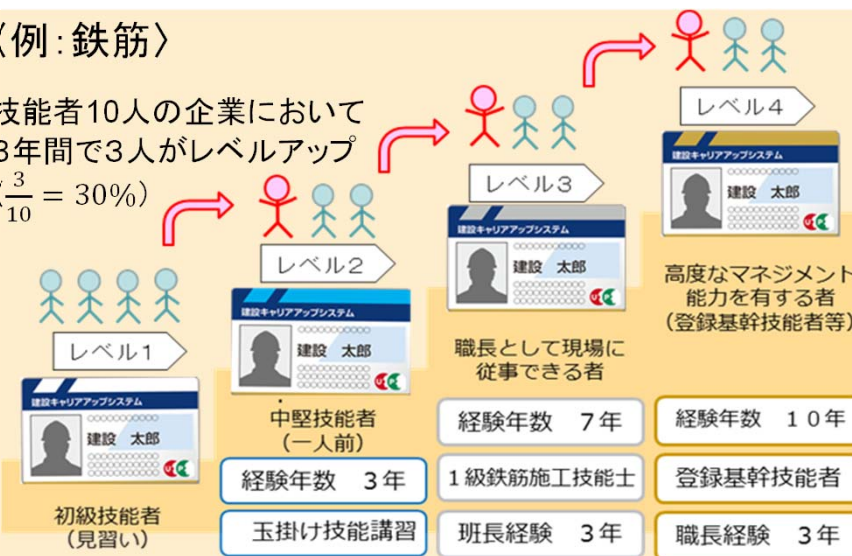 〈例:鉄筋〉
技能者10人の企業において
3年間で3人がレベルアップ
(3/10 = 30%)
レベル1
建設キャリアアップシステム
建設 太郎
初級技能者
(見習い)
レベル2
建設キャリアアップシステム
建設 太郎
中堅技能者
(一人前)
経験年数 3年
玉掛け技能講習
レベル3
建設キャリアアップシステム
建設 太郎
職長として現場に
従事できる者
経験年数 7年
1級鉄筋施工技能士
班長経験 3年
レベル4
建設キャリアアップシステム
建設 太郎
高度なマネジメント
能力を有する者
(登録基幹技能者等)
経験年数 10年
登録基幹技能者
職長経験 3年